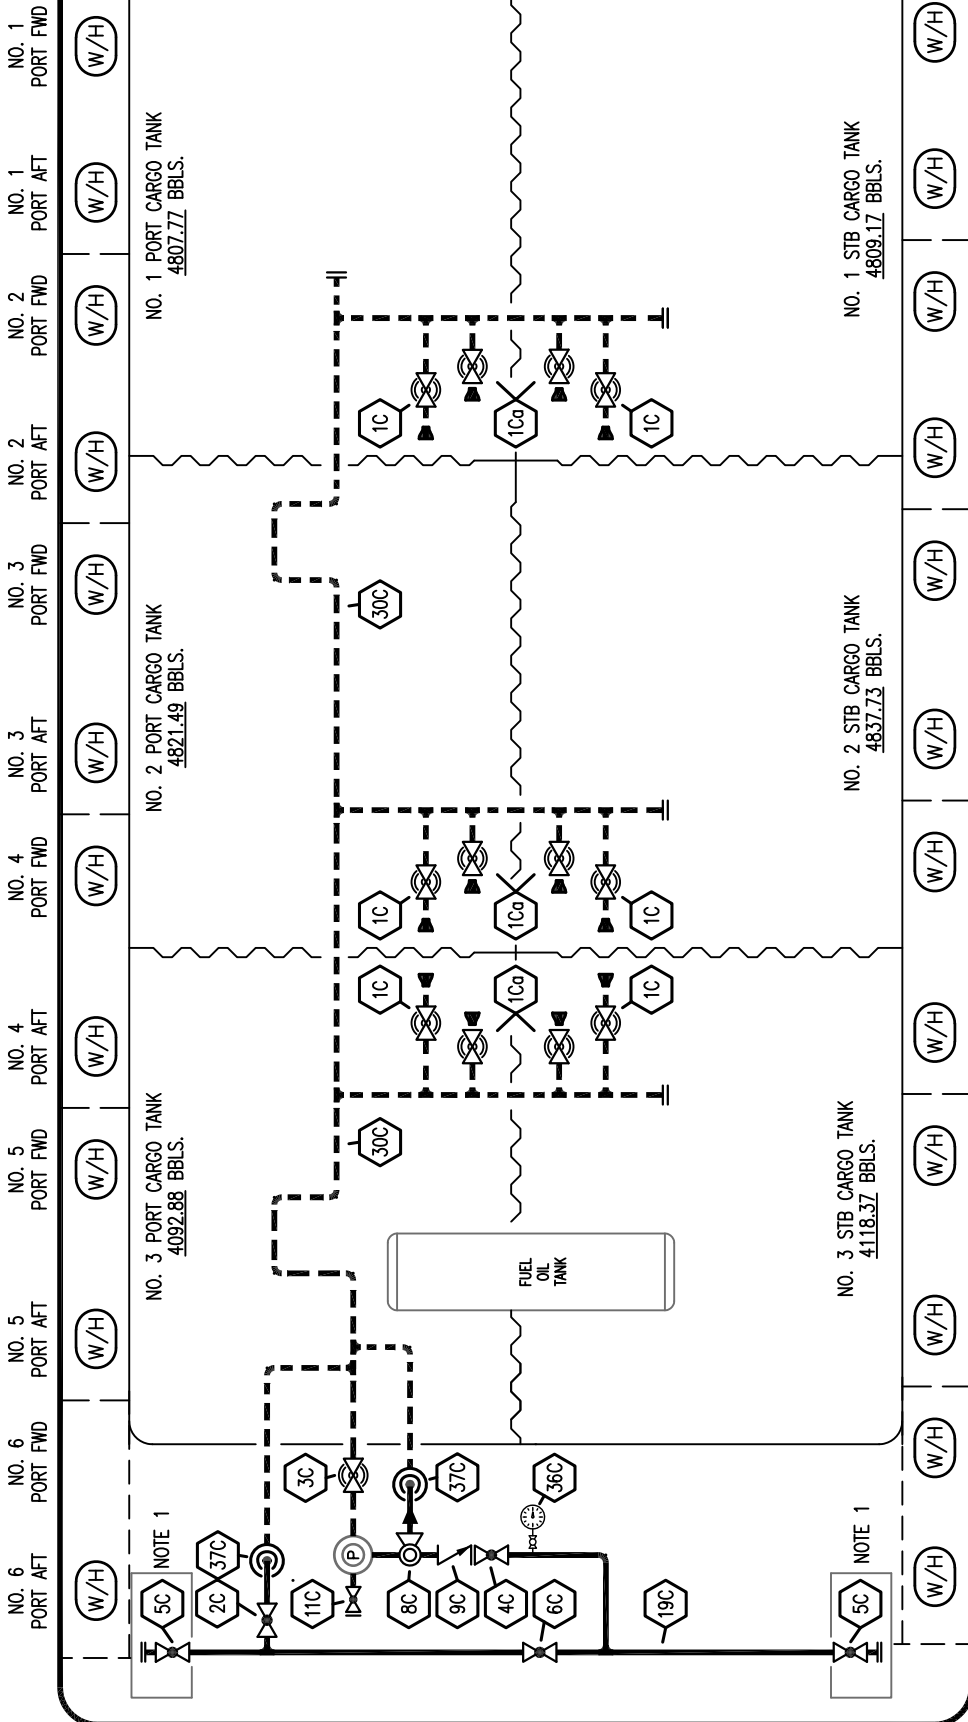 NO. 1
PORT FWD
W/H
NO. 1
PORT AFT
W/H
NO. 2
PORT FWD
W/H
NO. 2
PORT AFT
W/H
NO. 3
PORT FWD
W/H
NO. 3
PORT AFT
W/H
NO. 4
PORT FWD
W/H
NO. 4
PORT AFT
W/H
NO. 5
PORT FWD
W/H
NO. 5
PORT AFT
W/H
NO. 6
PORT FWD
W/H
NO. 6
PORT AFT
W/H
NO. 1 PORT CARGO TANK
4807.77 BBLS.
NO. 2 PORT CARGO TANK
4821.49 BBLS.
NO. 3 PORT CARGO TANK
4092.88 BBLS.
NO. 1 STB CARGO TANK
4809.17 BBLS.
NO. 2 STB CARGO TANK
4837.73 BBLS.
NO. 3 STB CARGO TANK
4118.37 BBLS.
1C
1Ca
1C
30C
1C
1Ca
1C
1C
1Ca
1C
30C
FUEL
OIL
TANK
NOTE 1
5C
2C
37C
3C
11C
P
37C
8C
9C
4C
36C
6C
19C
NOTE 1
5C
W/H
W/H
W/H
W/H
W/H
W/H
W/H
W/H
W/H
W/H
W/H
W/H